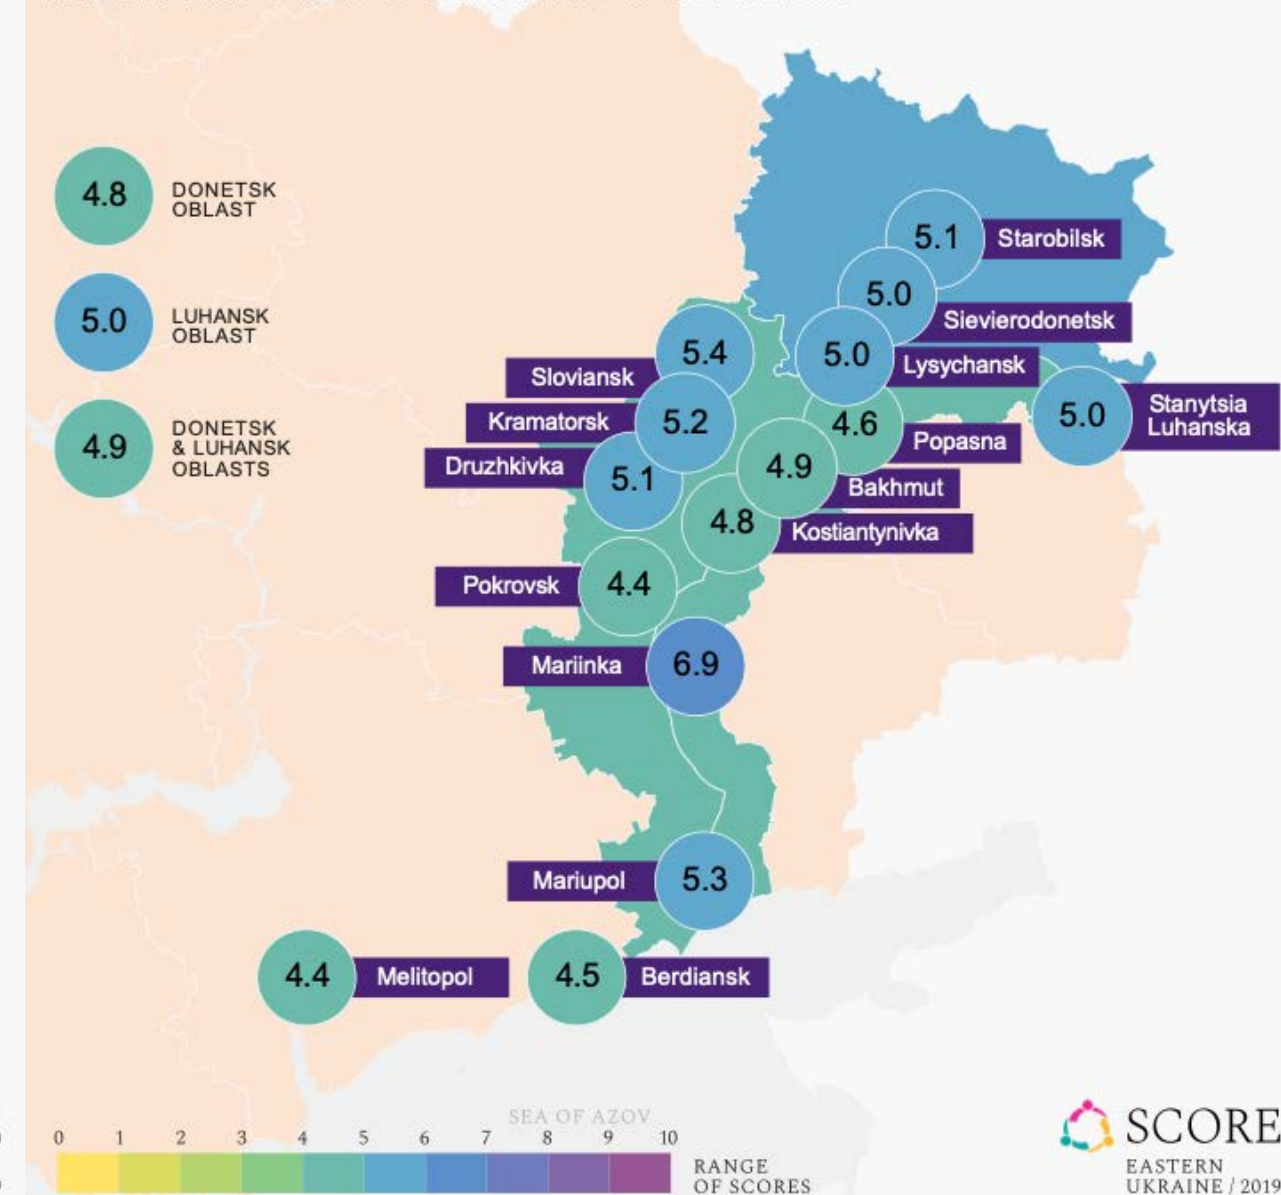 4.8
DONETSK
OBLAST
5.0
LUHANSK
OBLAST
4.9
DONETSK
& LUHANSK
OBLASTS
5.1
Starobilsk
5.0
Sievierodonetsk
5.0
Lysychansk
5.4
Sloviansk
5.0
Stanytsia
Luhanska
5.2
Kramatorsk
4.6
Popasna
5.1
Druzhkivka
4.9
Bakhmut
4.8
Kostiantynivka
4.4
Pokrovsk
6.9
Mariinka
5.3
Mariupol
4.4
Melitopol
4.5
Berdiansk
SEA OF AZOV
0 1 2 3 4 5 6 7 8 9 10
RANGE
OF SCORES
SCORE
EASTERN
UKRAINE / 2019